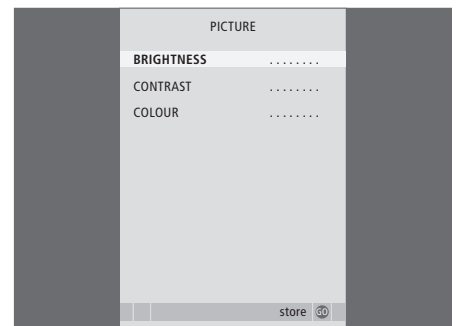 PICTURE
BRIGHTNESS ........
CONTRAST ........
COLOUR ........
store GO